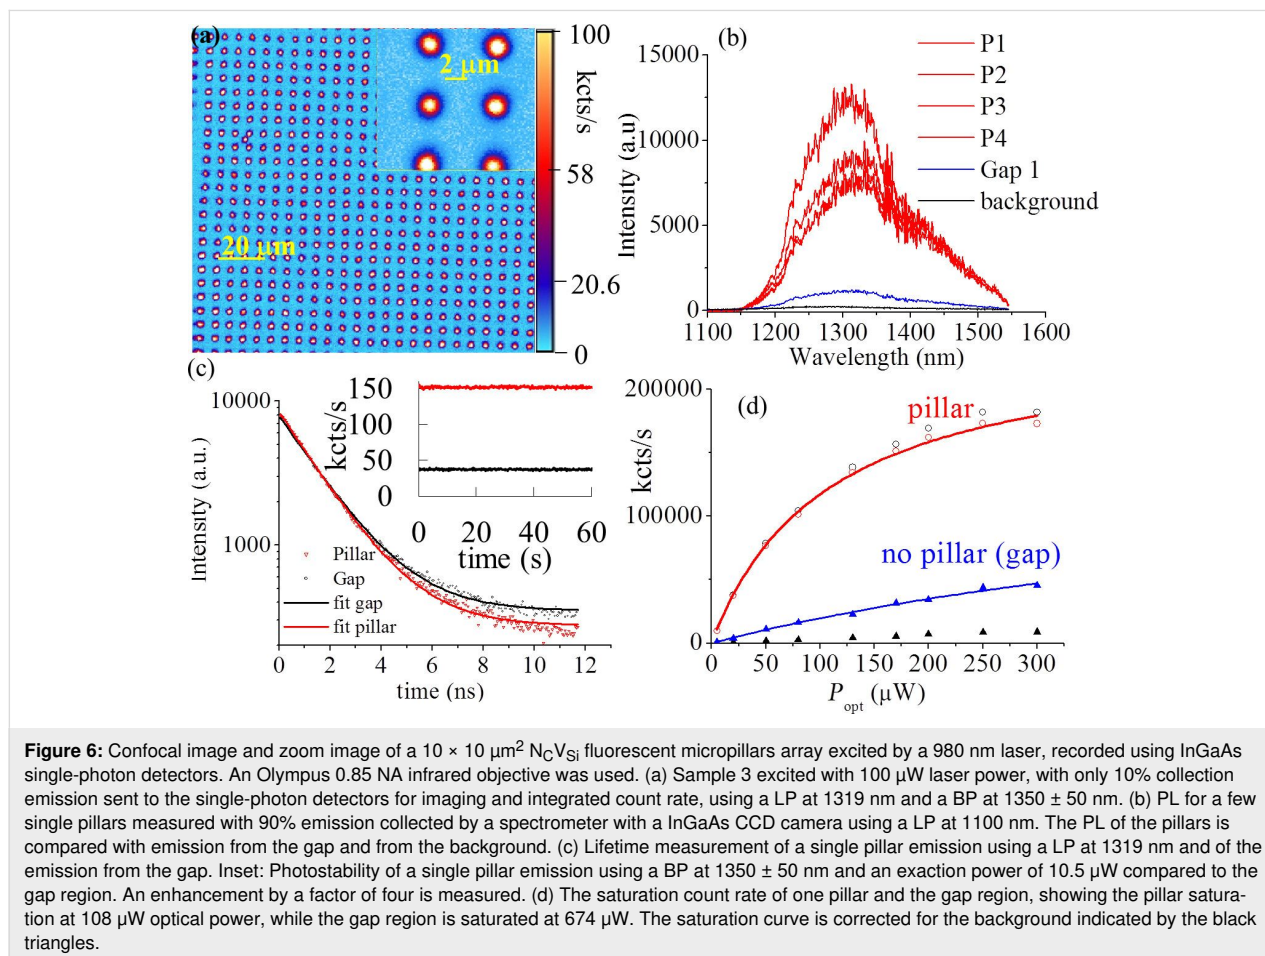 (a)
2 μm
20 μm
100
58
20.6
0
kcts/s
(b)
15000
10000
5000
0
Intensity (a.u)
1100 1200 1300 1400 1500 1600
Wavelength (nm)
P1
P2
P3
P4
Gap 1
background
(c)
10000
1000
Intensity (a.u.)
0 2 4 6 8 10 12
time (ns)
Pillar
Gap
fit gap
fit pillar
150
100
50
0
kcts/s
0 20 40 60
time (s)
(d)
200000
100000
0
kcts/s
pillar
no pillar (gap)
0 50 100 150 200 250 300
Popt (μW)
Figure 6: Confocal image and zoom image of a 10 × 10 μm² NCVSi fluorescent micropillars array excited by a 980 nm laser, recorded using InGaAs
single-photon detectors. An Olympus 0.85 NA infrared objective was used. (a) Sample 3 excited with 100 μW laser power, with only 10% collection
emission sent to the single-photon detectors for imaging and integrated count rate, using a LP at 1319 nm and a BP at 1350 ± 50 nm. (b) PL for a few
single pillars measured with 90% emission collected by a spectrometer with a InGaAs CCD camera using a LP at 1100 nm. The PL of the pillars is
compared with emission from the gap and from the background. (c) Lifetime measurement of a single pillar emission using a LP at 1319 nm and of the
emission from the gap. Inset: Photostability of a single pillar emission using a BP at 1350 ± 50 nm and an exaction power of 10.5 μW compared to the
gap region. An enhancement by a factor of four is measured. (d) The saturation count rate of one pillar and the gap region, showing the pillar satura-
tion at 108 μW optical power, while the gap region is saturated at 674 μW. The saturation curve is corrected for the background indicated by the black
triangles.